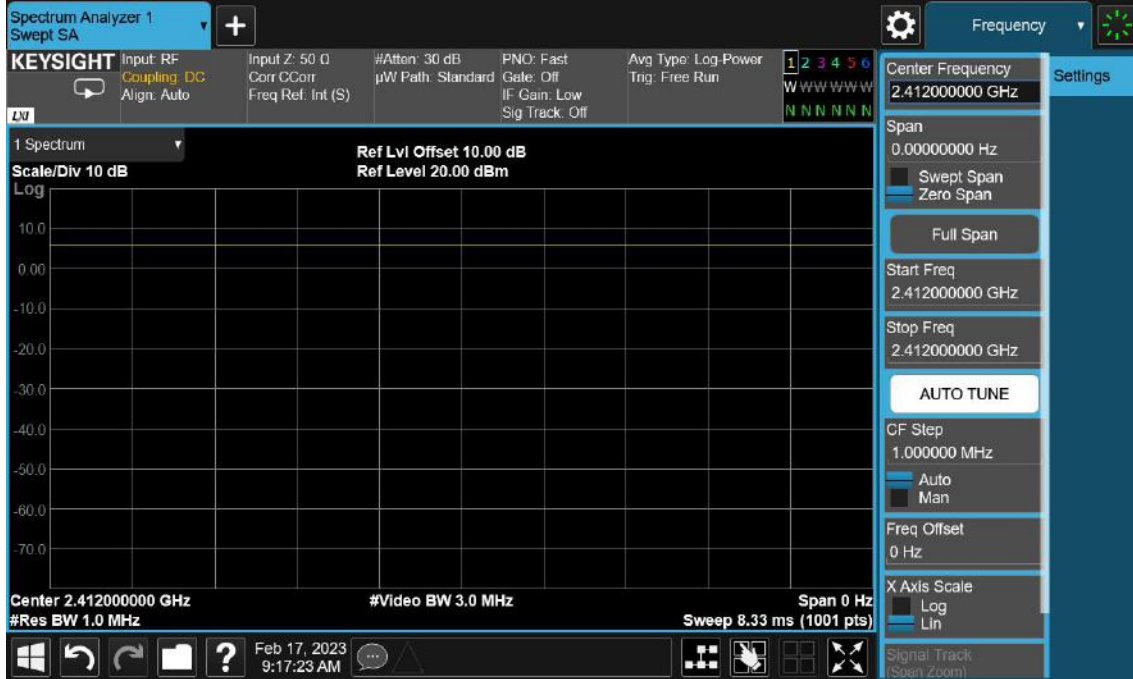 Spectrum Analyzer 1
Swept SA
Frequency
KEYSIGHT
Input: RF
Coupling: DC
Align: Auto
Input Z: 50 Ω
Corr CCorr
Freq Ref: Int (S)
#Atten: 30 dB
µW Path: Standard
PNO: Fast
Gate: Off
IF Gain: Low
Sig Track: Off
Avg Type: Log-Power
Trig: Free Run
1 2 3 4 5 6
W W W W W W
N N N N N N
LXI
Center Frequency
2.412000000 GHz
Settings
Span
0.00000000 Hz
Swept Span
Zero Span
Full Span
Start Freq
2.412000000 GHz
Stop Freq
2.412000000 GHz
AUTO TUNE
CF Step
1.000000 MHz
Auto
Man
Freq Offset
0 Hz
X Axis Scale
Log
Lin
Signal Track
(Span Zoom)
1 Spectrum
Scale/Div 10 dB
Ref Lvl Offset 10.00 dB
Ref Level 20.00 dBm
Log
10.0
0.00
-10.0
-20.0
-30.0
-40.0
-50.0
-60.0
-70.0
Center 2.412000000 GHz
#Video BW 3.0 MHz
Span 0 Hz
#Res BW 1.0 MHz
Sweep 8.33 ms (1001 pts)
?
Feb 17, 2023
9:17:23 AM